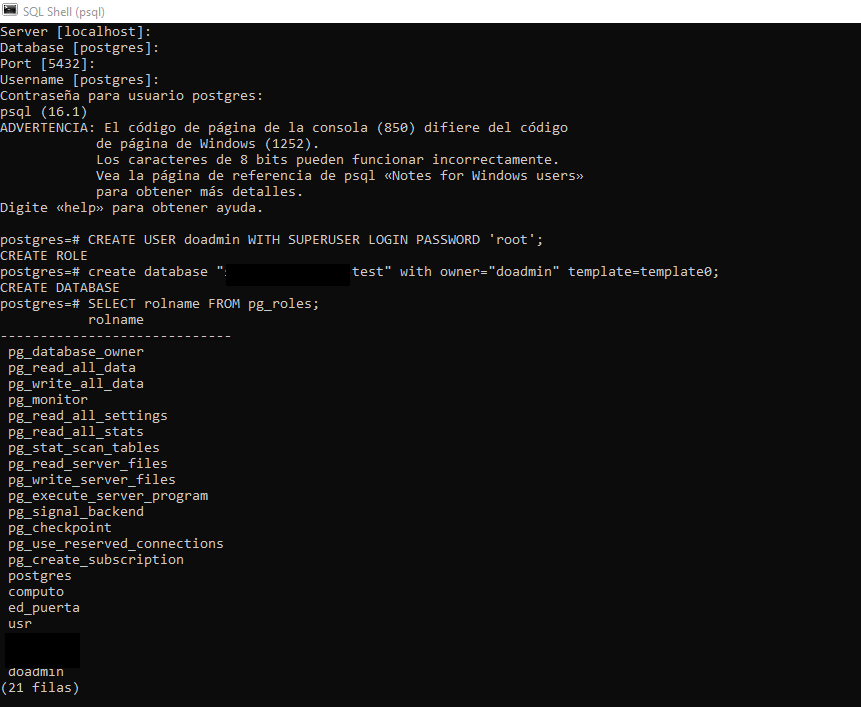 SQL Shell (psql)
Server [localhost]:
Database [postgres]:
Port [5432]:
Username [postgres]:
Contraseña para usuario postgres:
psql (16.1)
ADVERTENCIA: El código de página de la consola (850) difiere del código
            de página de Windows (1252).
            Los caracteres de 8 bits pueden funcionar incorrectamente.
            Vea la página de referencia de psql «Notes for Windows users»
            para obtener más detalles.
Digite «help» para obtener ayuda.

postgres=# CREATE USER doadmin WITH SUPERUSER LOGIN PASSWORD 'root';
CREATE ROLE
postgres=# create database " test" with owner="doadmin" template=template0;
CREATE DATABASE
postgres=# SELECT rolname FROM pg_roles;
           rolname
-----------------------------
 pg_database_owner
 pg_read_all_data
 pg_write_all_data
 pg_monitor
 pg_read_all_settings
 pg_read_all_stats
 pg_stat_scan_tables
 pg_read_server_files
 pg_write_server_files
 pg_execute_server_program
 pg_signal_backend
 pg_checkpoint
 pg_use_reserved_connections
 pg_create_subscription
 postgres
 computo
 ed_puerta
 usr
 doadmin
(21 filas)